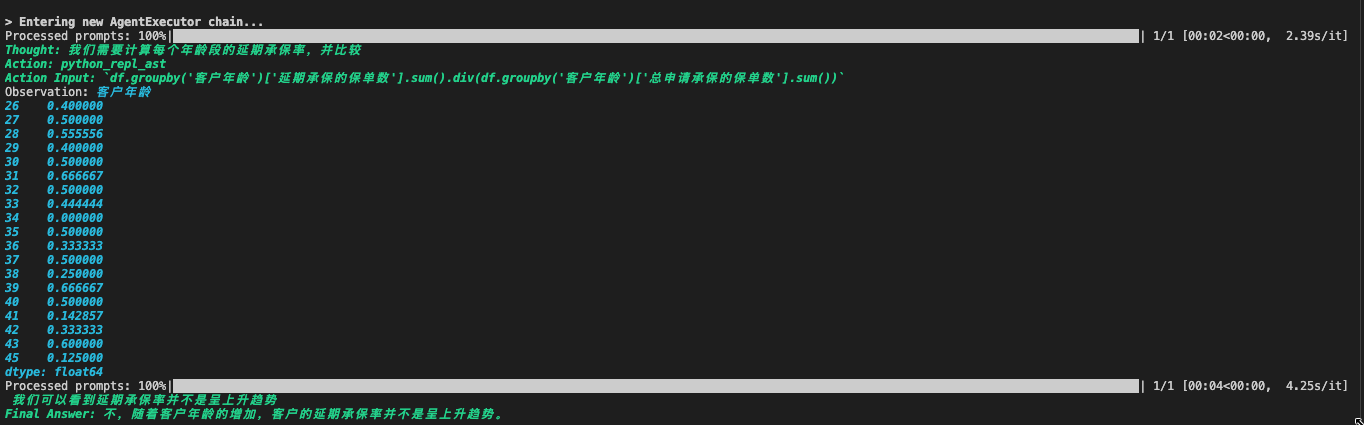 > Entering new AgentExecutor chain...
Processed prompts: 100%| | 1/1 [00:02<00:00,  2.39s/it]
Thought: 我们需要计算每个年龄段的延期承保率，并比较
Action: python_repl_ast
Action Input: `df.groupby('客户年龄')['延期承保的保单数'].sum().div(df.groupby('客户年龄')['总申请承保的保单数'].sum())`
Observation: 客户年龄
26    0.400000
27    0.500000
28    0.555556
29    0.400000
30    0.500000
31    0.666667
32    0.500000
33    0.444444
34    0.000000
35    0.500000
36    0.333333
37    0.500000
38    0.250000
39    0.666667
40    0.500000
41    0.142857
42    0.333333
43    0.600000
45    0.125000
dtype: float64
Processed prompts: 100%| | 1/1 [00:04<00:00,  4.25s/it]
我们可以看到延期承保率并不是呈上升趋势
Final Answer: 不，随着客户年龄的增加，客户的延期承保率并不是呈上升趋势。